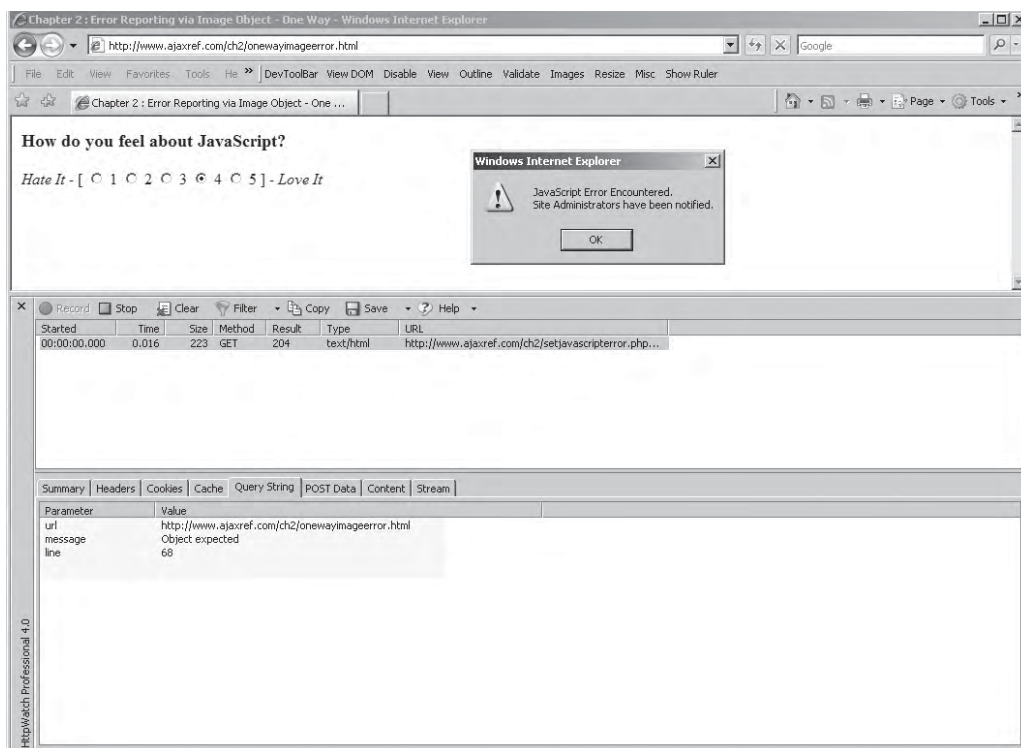 Chapter 2 : Error Reporting via Image Object - One Way - Windows Internet Explorer
http://www.ajaxref.com/ch2/onewayimageerror.html
Google
File Edit View Favorites Tools He » DevToolBar View DOM Disable View Outline Validate Images Resize Misc Show Ruler
Chapter 2 : Error Reporting via Image Object - One ...
Page Tools »
How do you feel about JavaScript?
Hate It - [ 1 2 3 4 5 ] - Love It
Windows Internet Explorer
JavaScript Error Encountered.
Site Administrators have been notified.
OK
Record Stop Clear Filter Copy Save Help
Started Time Size Method Result Type URL
00:00:00.000 0.016 223 GET 204 text/html http://www.ajaxref.com/ch2/setjavascripterror.php...
Summary Headers Cookies Cache Query String POST Data Content Stream
Parameter Value
url http://www.ajaxref.com/ch2/onewayimageerror.html
message Object expected
line 68
HttpWatch Professional 4.0